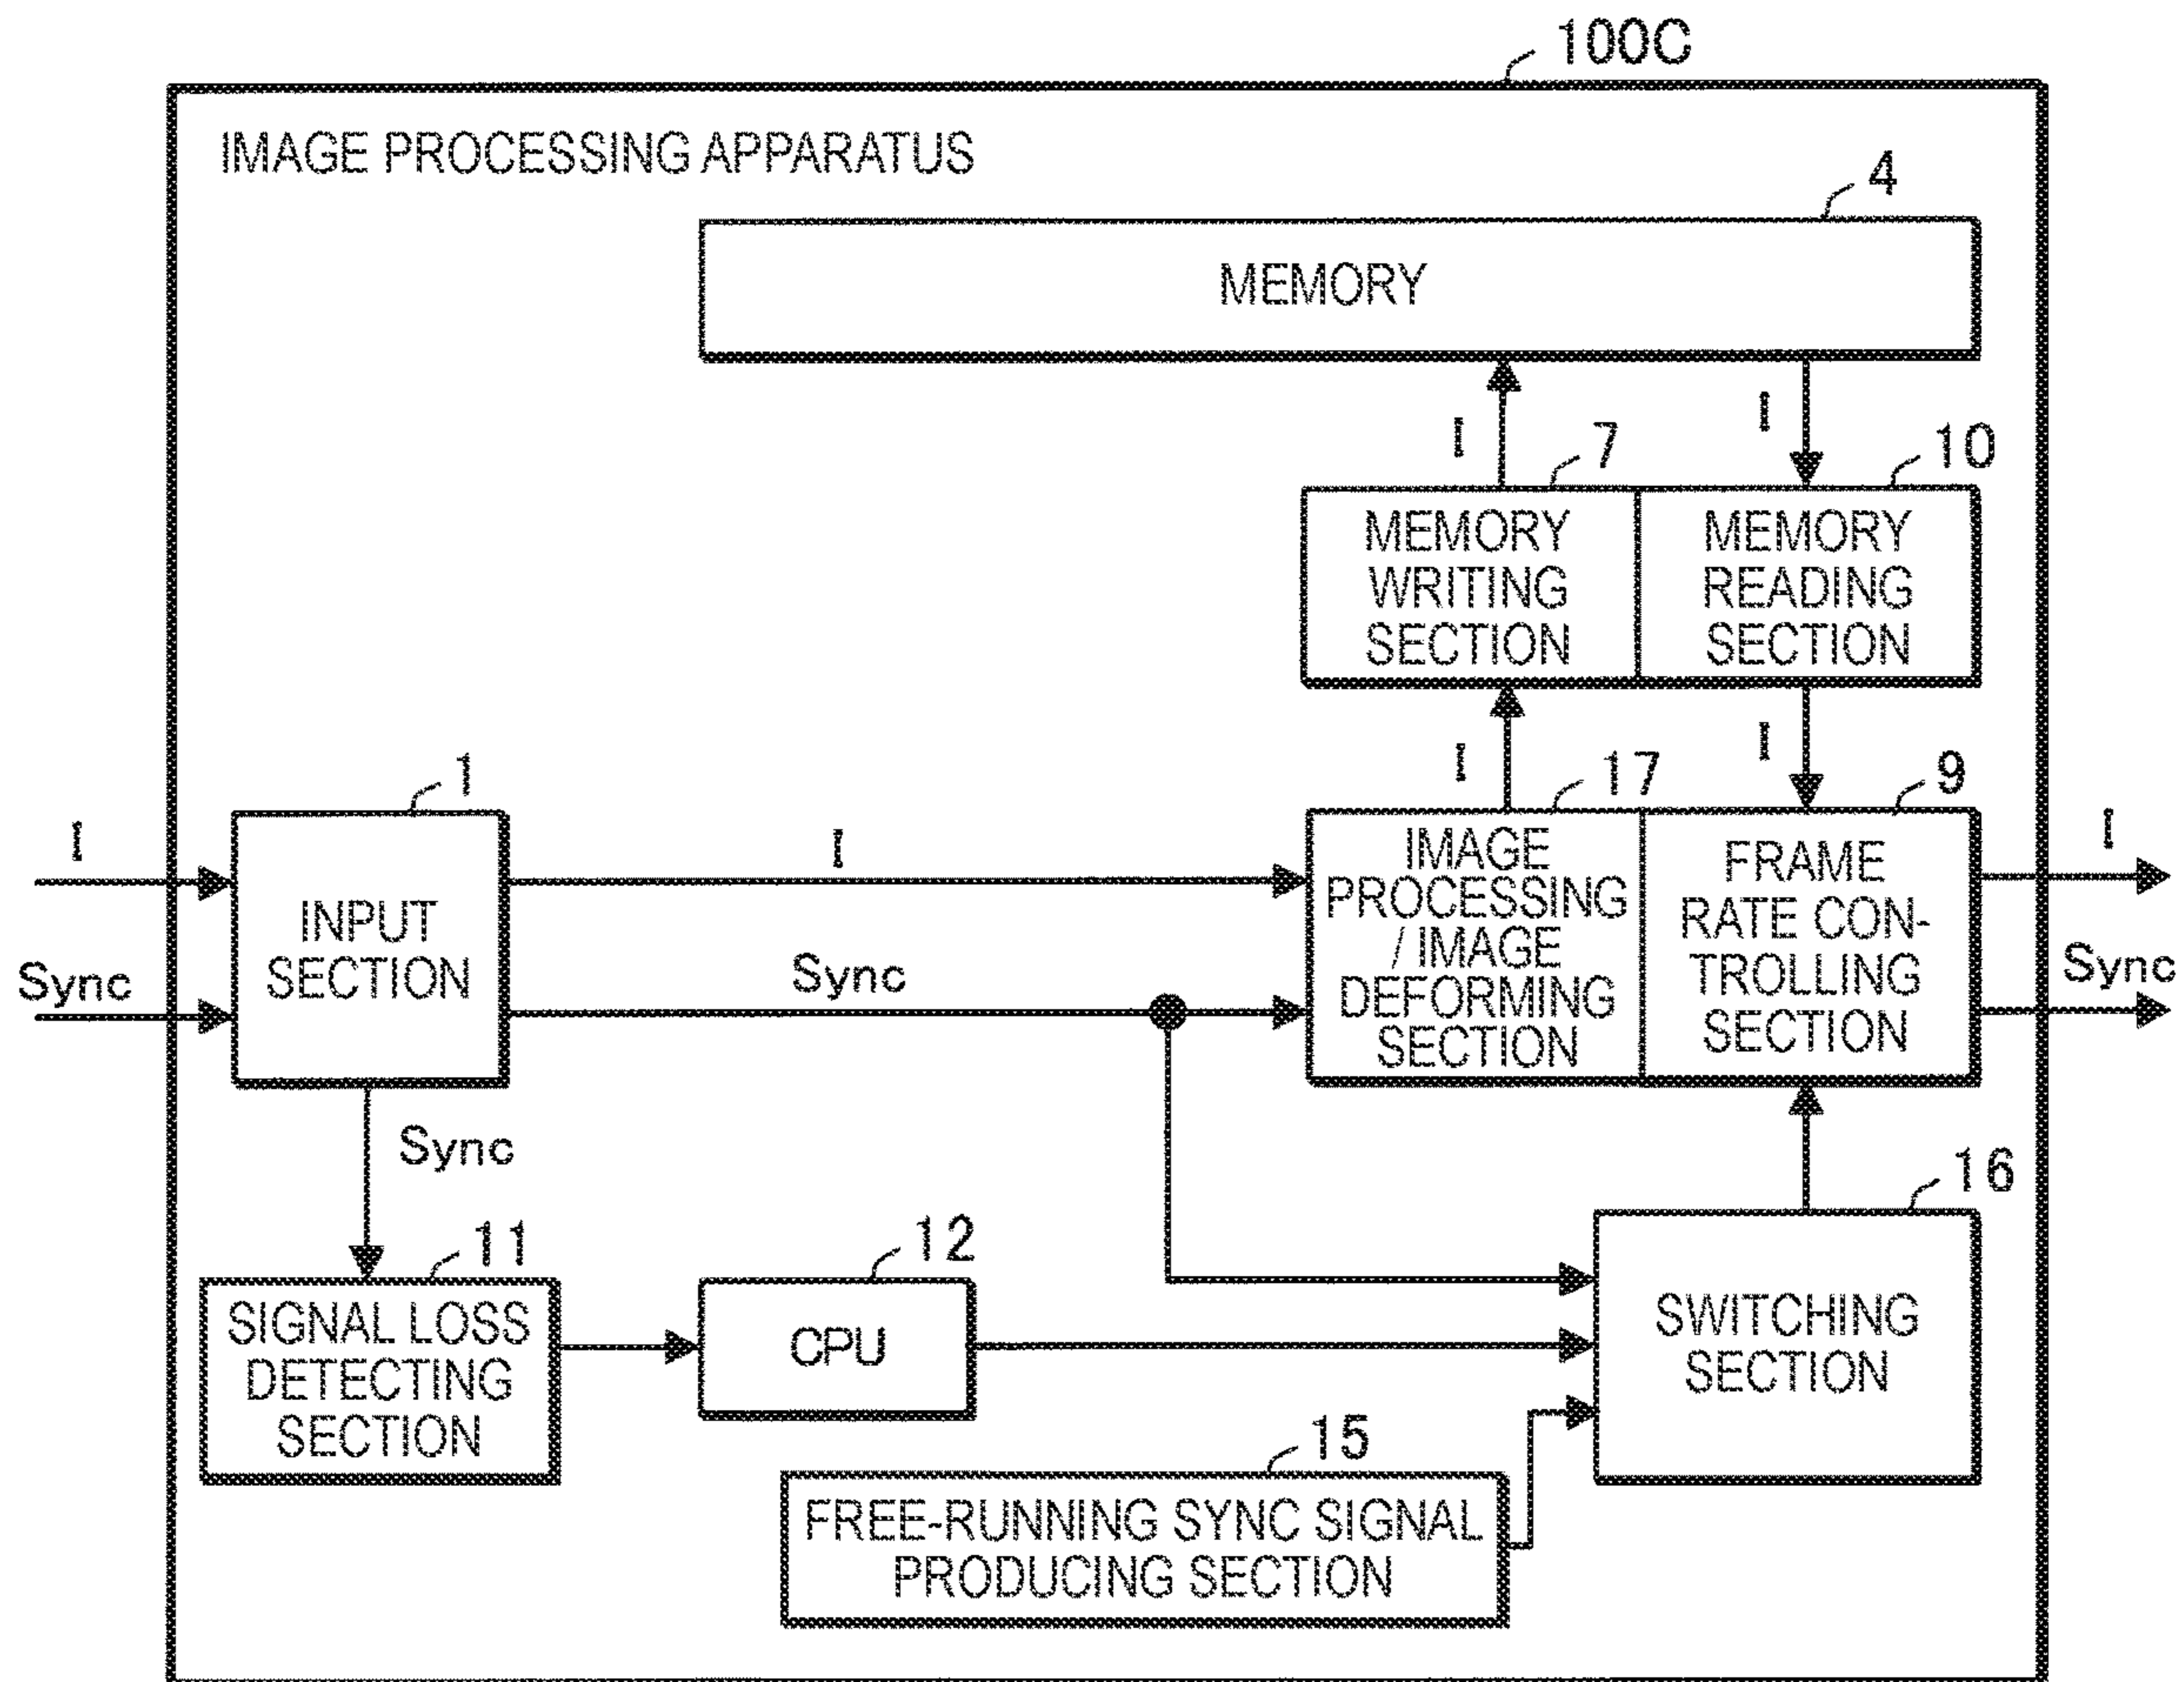 100C
IMAGE PROCESSING APPARATUS
4
MEMORY
I
I
7
10
MEMORY
WRITING
SECTION
MEMORY
READING
SECTION
I
I
1
17
9
I
Sync
INPUT
SECTION
I
Sync
IMAGE
PROCESSING
/ IMAGE
DEFORMING
SECTION
FRAME
RATE CON-
TROLLING
SECTION
I
Sync
Sync
11
SIGNAL LOSS
DETECTING
SECTION
12
CPU
16
SWITCHING
SECTION
15
FREE-RUNNING SYNC SIGNAL
PRODUCING SECTION